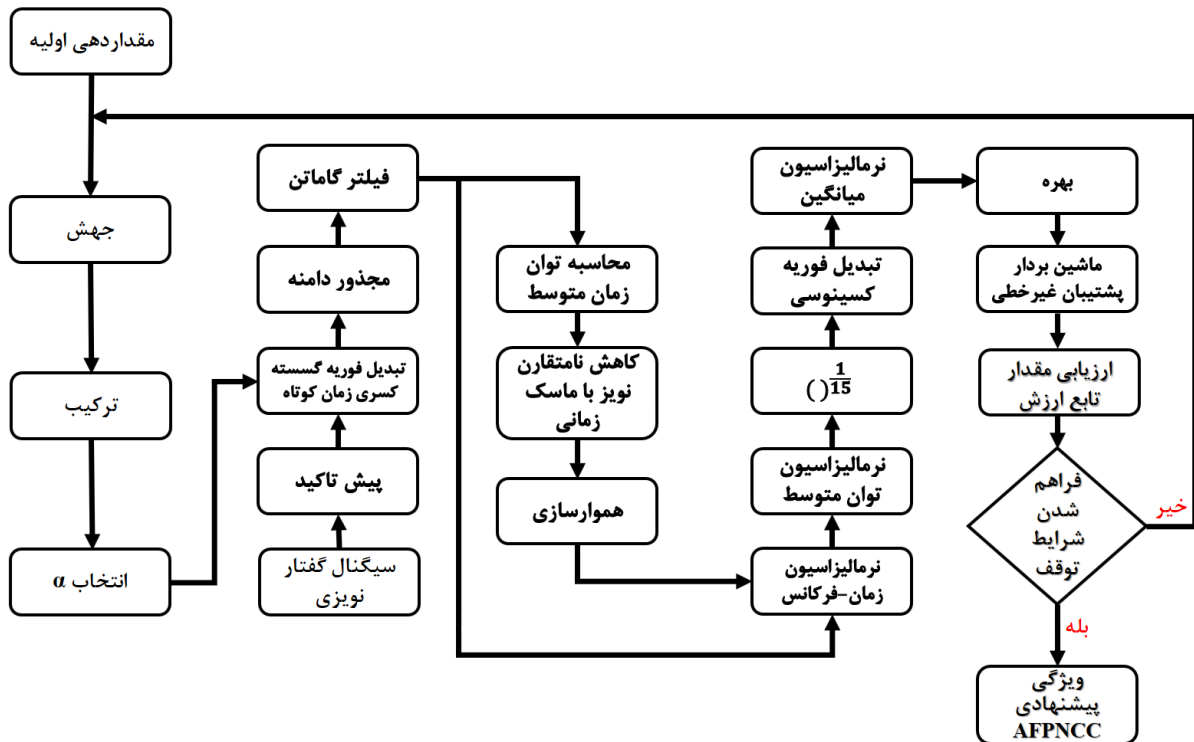 مقداردهی اولیه
جهش
ترکیب
انتخاب α
فیلتر گاماتن
مجذور دامنه
تبدیل فوریه گسسته
کسری زمان کوتاه
پیش تاکید
سیگنال گفتار
نویزی
محاسبه توان
زمان متوسط
کاهش نامتقارن
نویز با ماسک
زمانی
هموارسازی
نرمالیزاسیون
میانگین
تبدیل فوریه
کسینوسی
( )^(1/15)
نرمالیزاسیون
توان متوسط
نرمالیزاسیون
زمان-فرکانس
بهره
ماشین بردار
پشتیبان غیرخطی
ارزیابی مقدار
تابع ارزش
فراهم
شدن
شرایط
توقف
خیر
بله
ویژگی
پیشنهادی
AFPNCC